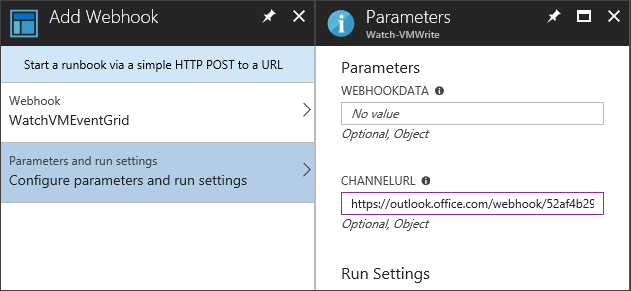 Add Webhook
Start a runbook via a simple HTTP POST to a URL
Webhook
WatchVMEventGrid
Parameters and run settings
Configure parameters and run settings
Parameters
Watch-VMWrite
Parameters
WEBHOOKDATA
No value
Optional, Object
CHANNELURL
https://outlook.office.com/webhook/52af4b29
Optional, Object
Run Settings